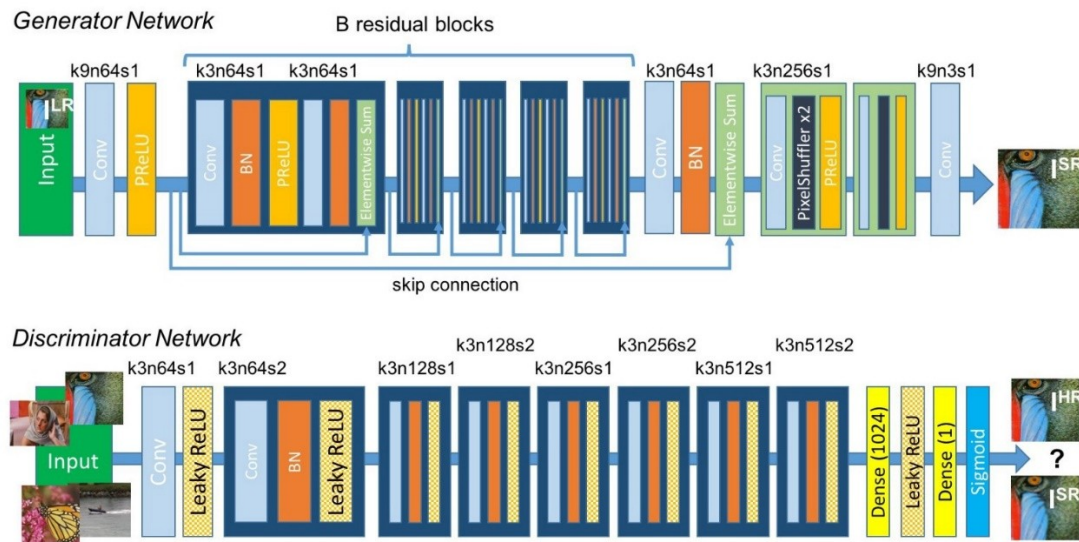 Generator Network
B residual blocks
k9n64s1
k3n64s1
k3n64s1
k3n64s1
k3n256s1
k9n3s1
I^LR
Input
Conv
PReLU
Conv
BN
PReLU
Elementwise Sum
Conv
BN
Elementwise Sum
Conv
PixelShuffler x2
PReLU
Conv
I^SR
skip connection
Discriminator Network
k3n64s1
k3n64s2
k3n128s1
k3n128s2
k3n256s1
k3n256s2
k3n512s1
k3n512s2
Input
Conv
Leaky ReLU
Conv
BN
Leaky ReLU
Dense (1024)
Leaky ReLU
Dense (1)
Sigmoid
I^HR
?
I^SR